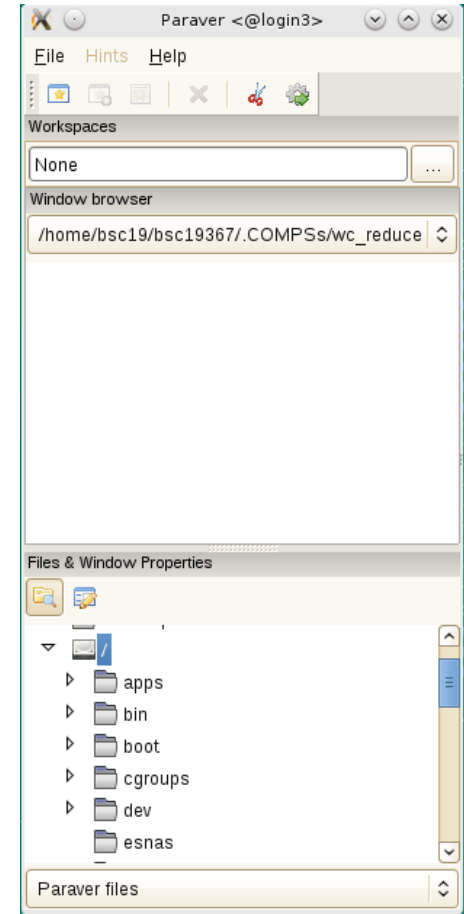 Paraver <@login3>
File Hints Help
Workspaces
None
...
Window browser
/home/bsc19/bsc19367/.COMPSs/wc_reduce
Files & Window Properties
/
apps
bin
boot
cgroups
dev
esnas
Paraver files